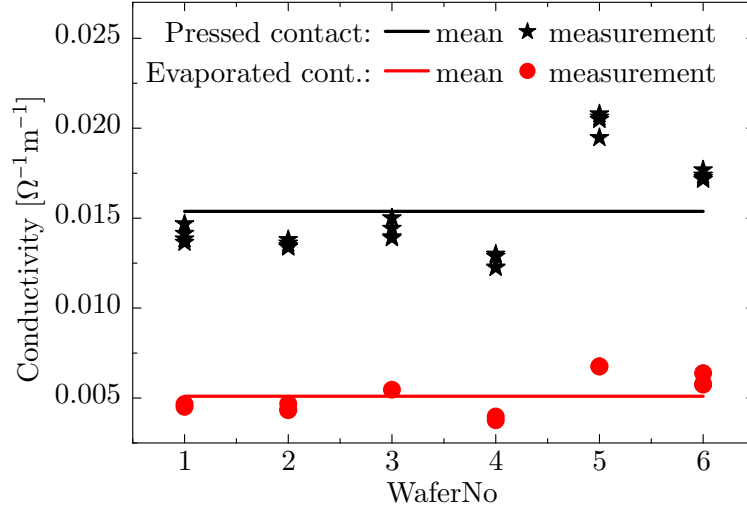 Pressed contact: mean measurement
Evaporated cont.: mean measurement
Conductivity [Ω⁻¹m⁻¹]
0.025
0.020
0.015
0.010
0.005
1 2 3 4 5 6
WaferNo